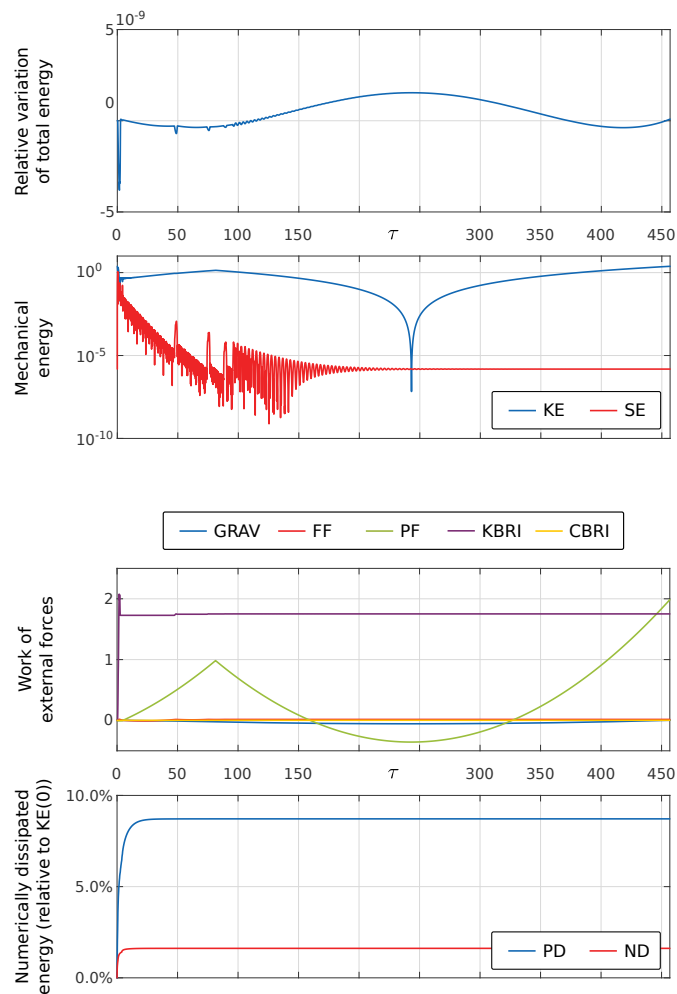 5 10-9
0
-5
Relative variation
of total energy
0 50 100 150 τ 300 350 400 450
100
10-5
10-10
Mechanical
energy
KE SE
GRAV FF PF KBRI CBRI
2
1
0
Work of
external forces
0 50 100 150 τ 300 350 400 450
10.0%
5.0%
0.0%
Numerically dissipated
energy (relative to KE(0))
PD ND